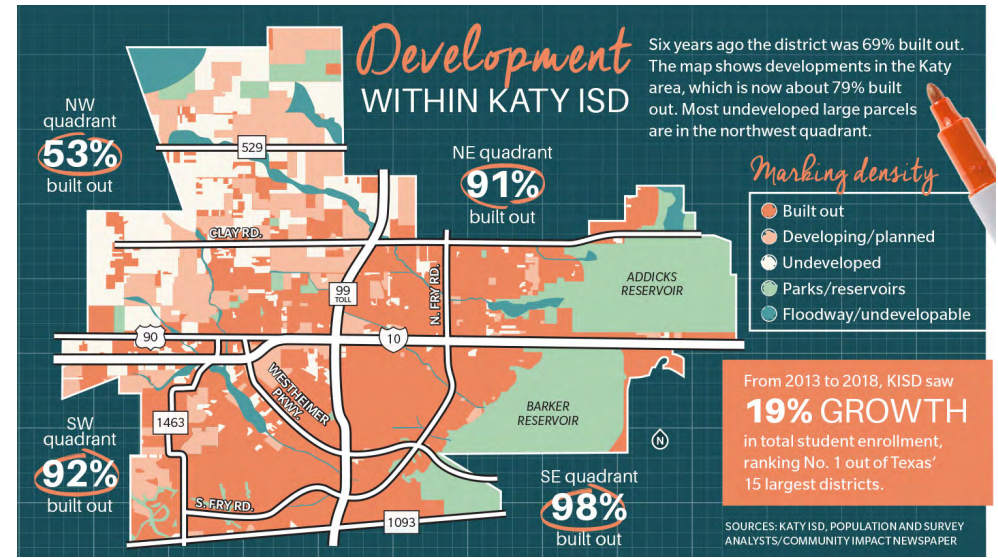 Development
WITHIN KATY ISD
Six years ago the district was 69% built out.
The map shows developments in the Katy
area, which is now about 79% built
out. Most undeveloped large parcels
are in the northwest quadrant.
NW
quadrant
53%
built out
NE quadrant
91%
built out
Marking density
Built out
Developing/planned
Undeveloped
Parks/reservoirs
Floodway/undevelopable
529
CLAY RD.
99
TOLL
N. FRY RD.
ADDICKS
RESERVOIR
90
10
WESTHEIMER
PKWY.
BARKER
RESERVOIR
1463
S. FRY RD.
1093
N
SW
quadrant
92%
built out
SE quadrant
98%
built out
From 2013 to 2018, KISD saw
19% GROWTH
in total student enrollment,
ranking No. 1 out of Texas'
15 largest districts.
SOURCES: KATY ISD, POPULATION AND SURVEY
ANALYSTS/COMMUNITY IMPACT NEWSPAPER